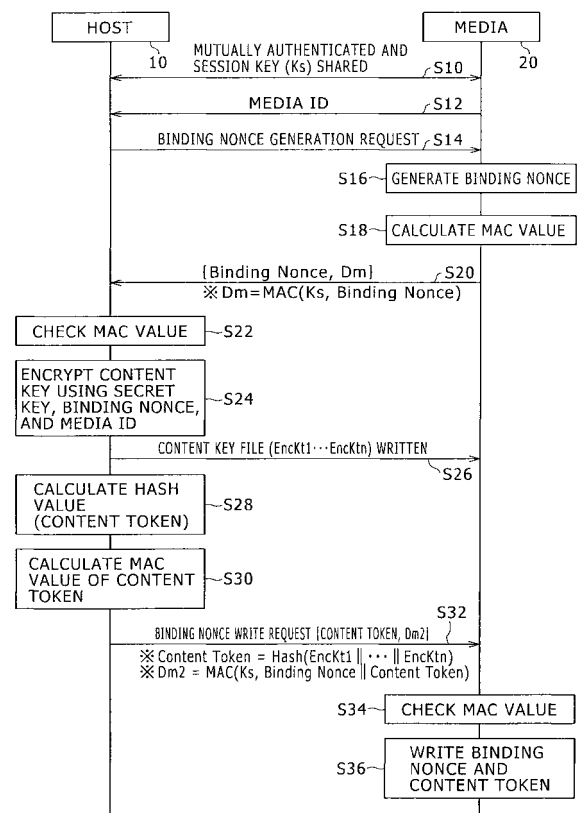 HOST
MEDIA
10
20
MUTUALLY AUTHENTICATED AND
SESSION KEY (Ks) SHARED
S10
MEDIA ID
S12
BINDING NONCE GENERATION REQUEST
S14
S16
GENERATE BINDING NONCE
S18
CALCULATE MAC VALUE
{Binding Nonce, Dm}
S20
※ Dm=MAC(Ks, Binding Nonce)
CHECK MAC VALUE
S22
ENCRYPT CONTENT
KEY USING SECRET
KEY, BINDING NONCE,
AND MEDIA ID
S24
CONTENT KEY FILE (EncKt1···EncKtn) WRITTEN
S26
CALCULATE HASH
VALUE
(CONTENT TOKEN)
S28
CALCULATE MAC
VALUE OF CONTENT
TOKEN
S30
S32
BINDING NONCE WRITE REQUEST {CONTENT TOKEN, Dm2}
※ Content Token = Hash(EncKt1 || ··· || EncKtn)
※ Dm2 = MAC(Ks, Binding Nonce || Content Token)
S34
CHECK MAC VALUE
S36
WRITE BINDING
NONCE AND
CONTENT TOKEN